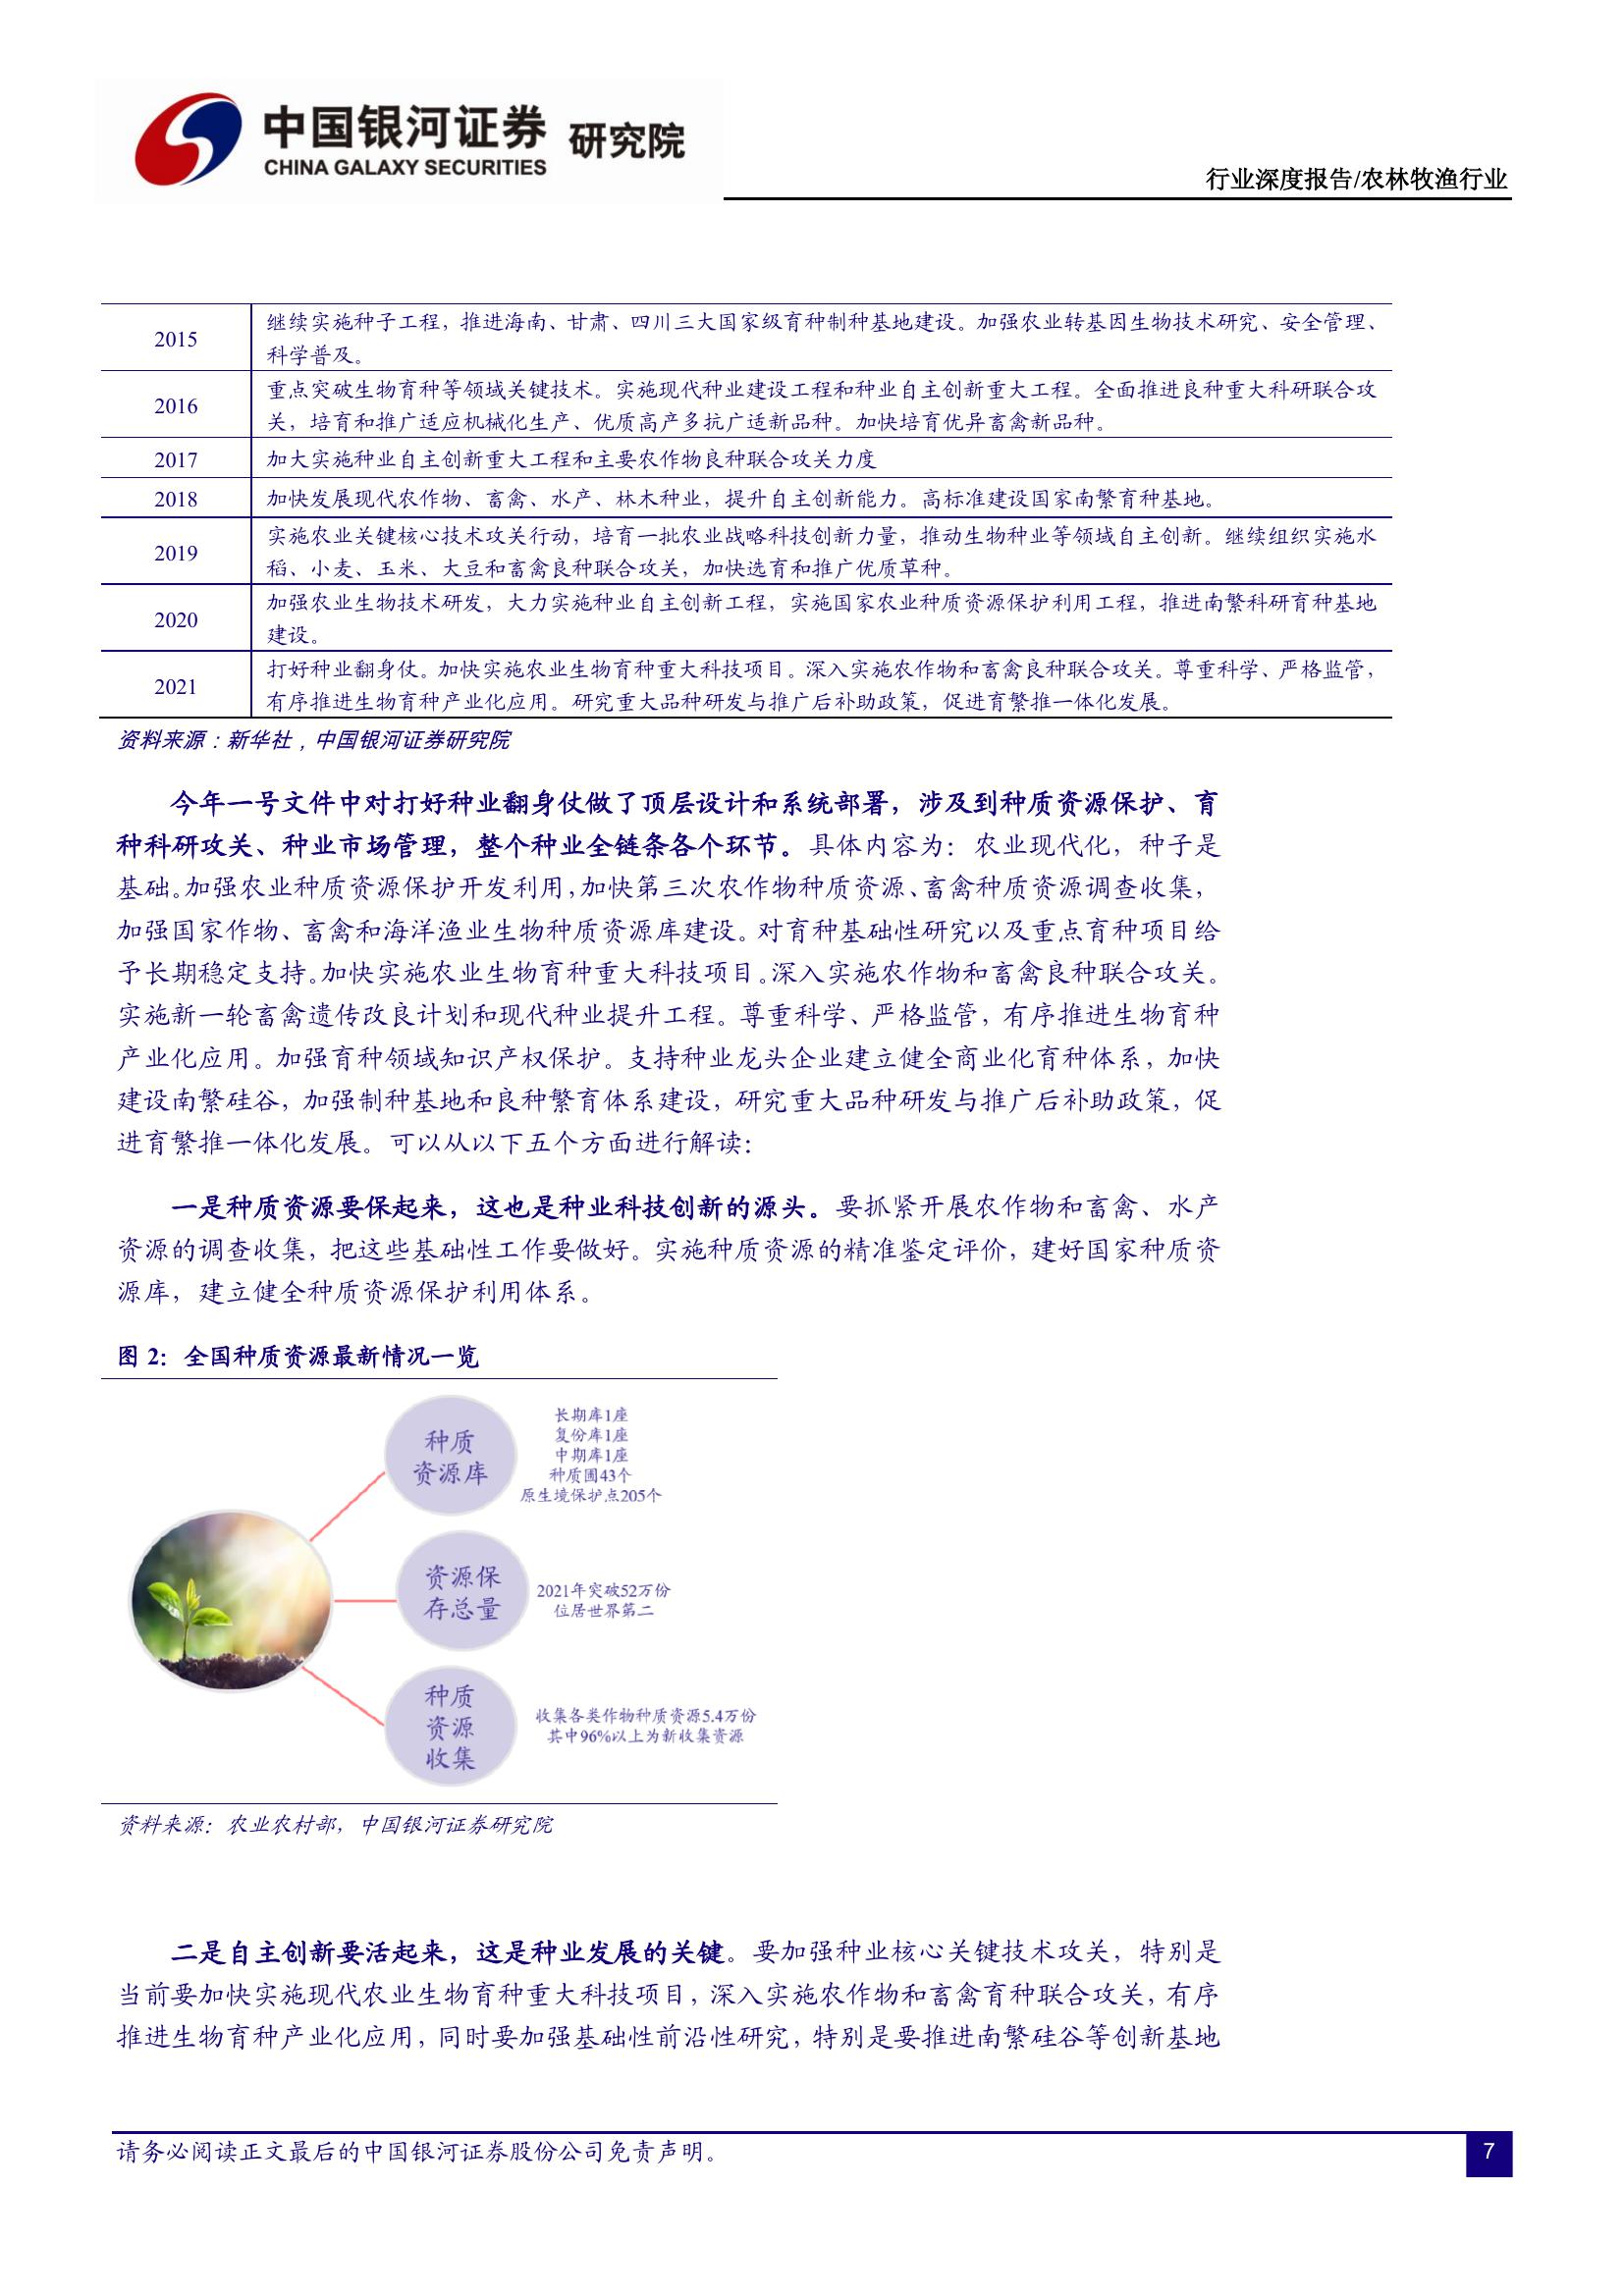 中国银河证券 研究院
CHINA GALAXY SECURITIES
行业深度报告/农林牧渔行业
2015
继续实施种子工程，推进海南、甘肃、四川三大国家级育种制种基地建设。加强农业转基因生物技术研究、安全管理、
科学普及。
2016
重点突破生物育种等领域关键技术。实施现代种业建设工程和种业自主创新重大工程。全面推进良种重大科研联合攻
关，培育和推广适应机械化生产、优质高产多抗广适新品种。加快培育优异畜禽新品种。
2017
加大实施种业自主创新重大工程和主要农作物良种联合攻关力度
2018
加快发展现代农作物、畜禽、水产、林木种业，提升自主创新能力。高标准建设国家南繁育种基地。
2019
实施农业关键核心技术攻关行动，培育一批农业战略科技创新力量，推动生物种业等领域自主创新。继续组织实施水
稻、小麦、玉米、大豆和畜禽良种联合攻关，加快选育和推广优质草种。
2020
加强农业生物技术研发，大力实施种业自主创新工程，实施国家农业种质资源保护利用工程，推进南繁科研育种基地
建设。
2021
打好种业翻身仗。加快实施农业生物育种重大科技项目。深入实施农作物和畜禽良种联合攻关。尊重科学、严格监管，
有序推进生物育种产业化应用。研究重大品种研发与推广后补助政策，促进育繁推一体化发展。
资料来源：新华社，中国银河证券研究院
今年一号文件中对打好种业翻身仗做了顶层设计和系统部署，涉及到种质资源保护、育
种科研攻关、种业市场管理，整个种业全链条各个环节。具体内容为：农业现代化，种子是
基础。加强农业种质资源保护开发利用，加快第三次农作物种质资源、畜禽种质资源调查收集，
加强国家作物、畜禽和海洋渔业生物种质资源库建设。对育种基础性研究以及重点育种项目给
予长期稳定支持。加快实施农业生物育种重大科技项目。深入实施农作物和畜禽良种联合攻关。
实施新一轮畜禽遗传改良计划和现代种业提升工程。尊重科学、严格监管，有序推进生物育种
产业化应用。加强育种领域知识产权保护。支持种业龙头企业建立健全商业化育种体系，加快
建设南繁硅谷，加强制种基地和良种繁育体系建设，研究重大品种研发与推广后补助政策，促
进育繁推一体化发展。可以从以下五个方面进行解读：
一是种质资源要保起来，这也是种业科技创新的源头。要抓紧开展农作物和畜禽、水产
资源的调查收集，把这些基础性工作要做好。实施种质资源的精准鉴定评价，建好国家种质资
源库，建立健全种质资源保护利用体系。
图 2：全国种质资源最新情况一览
种质
资源库
长期库1座
复份库1座
中期库1座
种质圃43个
原生境保护点205个
资源保
存总量
2021年突破52万份
位居世界第二
种质
资源
收集
收集各类作物种质资源5.4万份
其中96%以上为新收集资源
资料来源：农业农村部，中国银河证券研究院
二是自主创新要活起来，这是种业发展的关键。要加强种业核心关键技术攻关，特别是
当前要加快实施现代农业生物育种重大科技项目，深入实施农作物和畜禽育种联合攻关，有序
推进生物育种产业化应用，同时要加强基础性前沿性研究，特别是要推进南繁硅谷等创新基地
请务必阅读正文最后的中国银河证券股份公司免责声明。
7